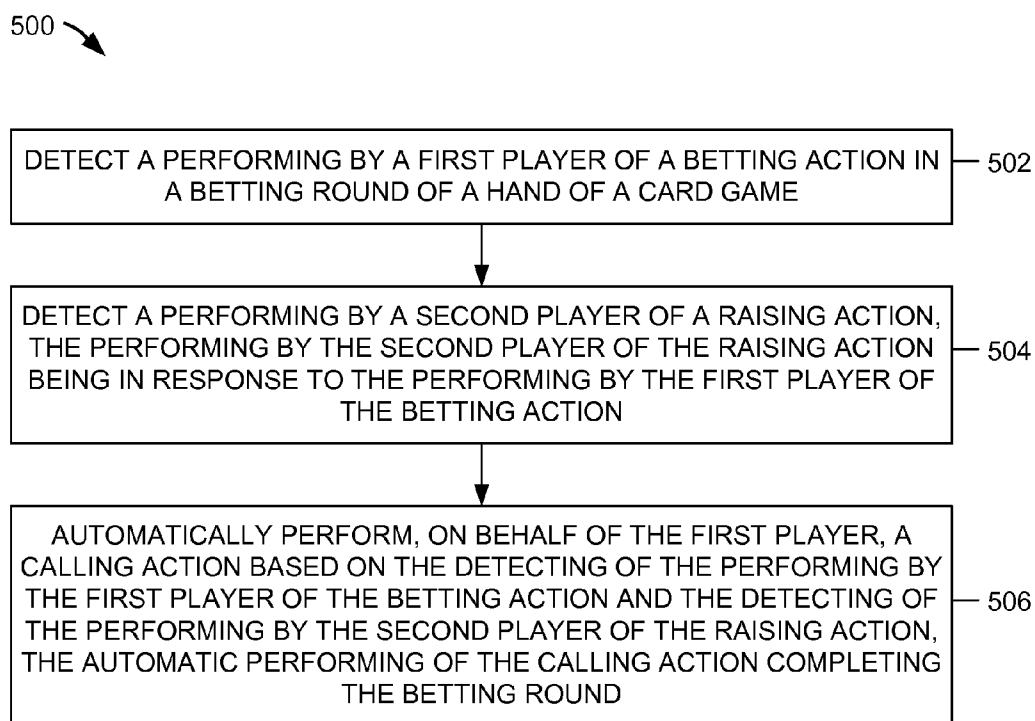 500
DETECT A PERFORMING BY A FIRST PLAYER OF A BETTING ACTION IN
A BETTING ROUND OF A HAND OF A CARD GAME
502
DETECT A PERFORMING BY A SECOND PLAYER OF A RAISING ACTION,
THE PERFORMING BY THE SECOND PLAYER OF THE RAISING ACTION
BEING IN RESPONSE TO THE PERFORMING BY THE FIRST PLAYER OF
THE BETTING ACTION
504
AUTOMATICALLY PERFORM, ON BEHALF OF THE FIRST PLAYER, A
CALLING ACTION BASED ON THE DETECTING OF THE PERFORMING BY
THE FIRST PLAYER OF THE BETTING ACTION AND THE DETECTING OF
THE PERFORMING BY THE SECOND PLAYER OF THE RAISING ACTION,
THE AUTOMATIC PERFORMING OF THE CALLING ACTION COMPLETING
THE BETTING ROUND
506